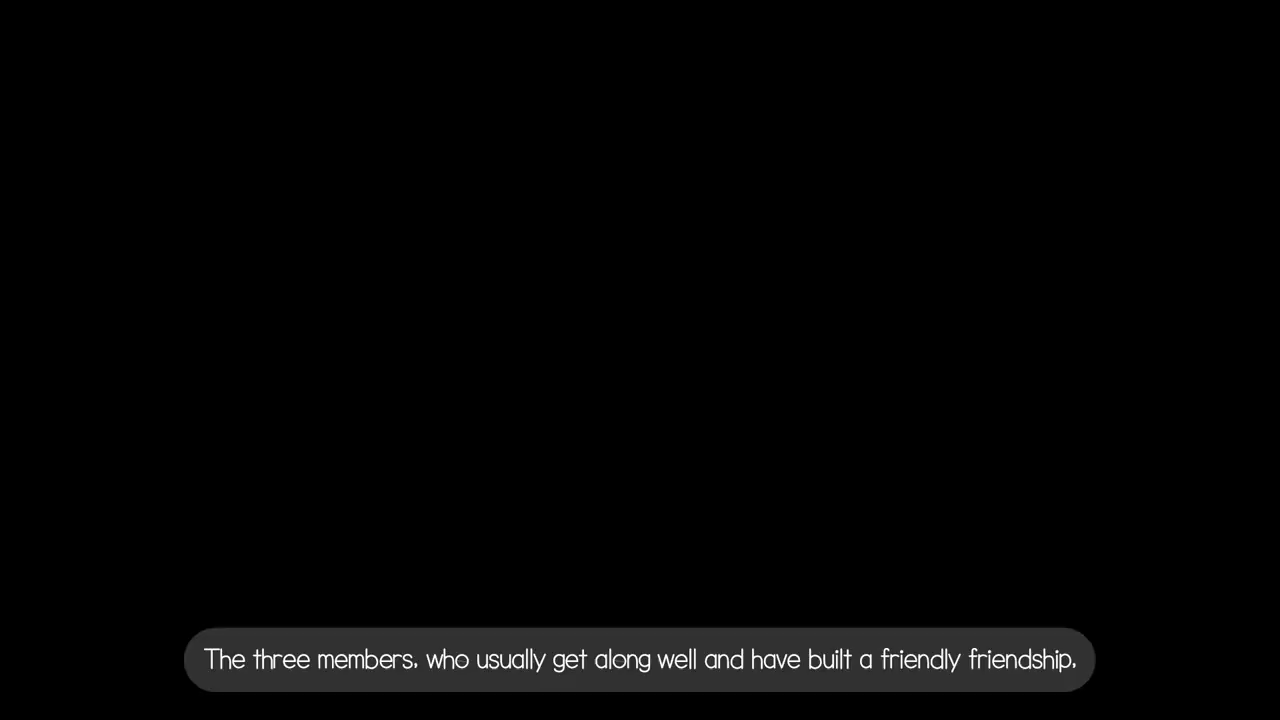 The three members, who usually get along well and have built a friendly friendship,